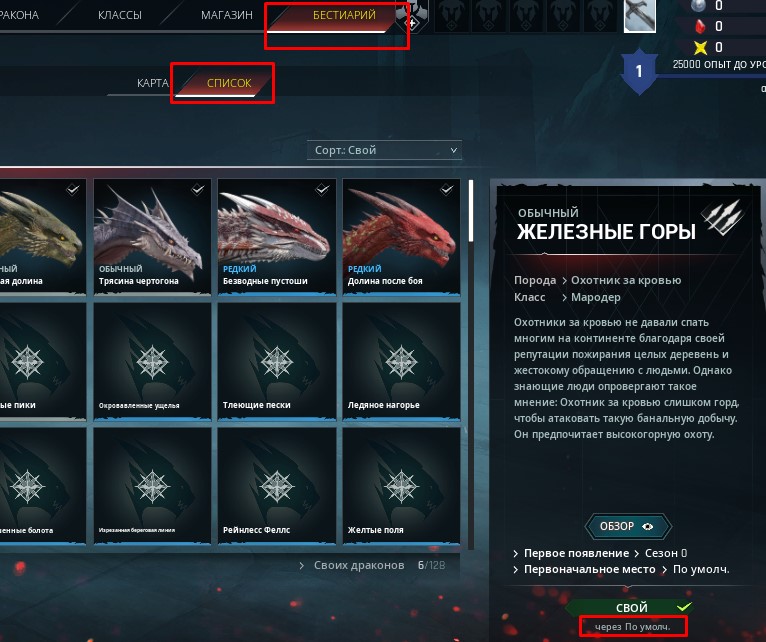 РАКОНА КЛАССЫ МАГАЗИН БЕСТИАРИЙ 0
0
0
1 25000 ОПЫТ ДО УРО
КАРТА СПИСОК
Сорт.: Свой
ОБЫЧНЫЙ
ЖЕЛЕЗНЫЕ ГОРЫ
НЫЙ ОБЫЧНЫЙ РЕДКИЙ РЕДКИЙ
ая долина Трясина чертогона Безводные пустоши Долина после боя
Порода > Охотник за кровью
Класс > Мародер
Охотники за кровью не давали спать
многим на континенте благодаря своей
репутации пожирания целых деревень и
жестокому обращению с людьми. Однако
знающие люди опровергают такое
мнение: Охотник за кровью слишком горд,
чтобы атаковать такую банальную добычу.
Он предпочитает высокогорную охоту.
ые пики Окровавленные ущелья Тлеющие пески Ледяное нагорье
енные болота Изрезанная береговая линия Рейнлесс Феллс Желтые поля
ОБЗОР
> Первое появление > Сезон 0
> Первоначальное место > По умолч.
> Своих драконов 6/128
СВОЙ
через По умолч.